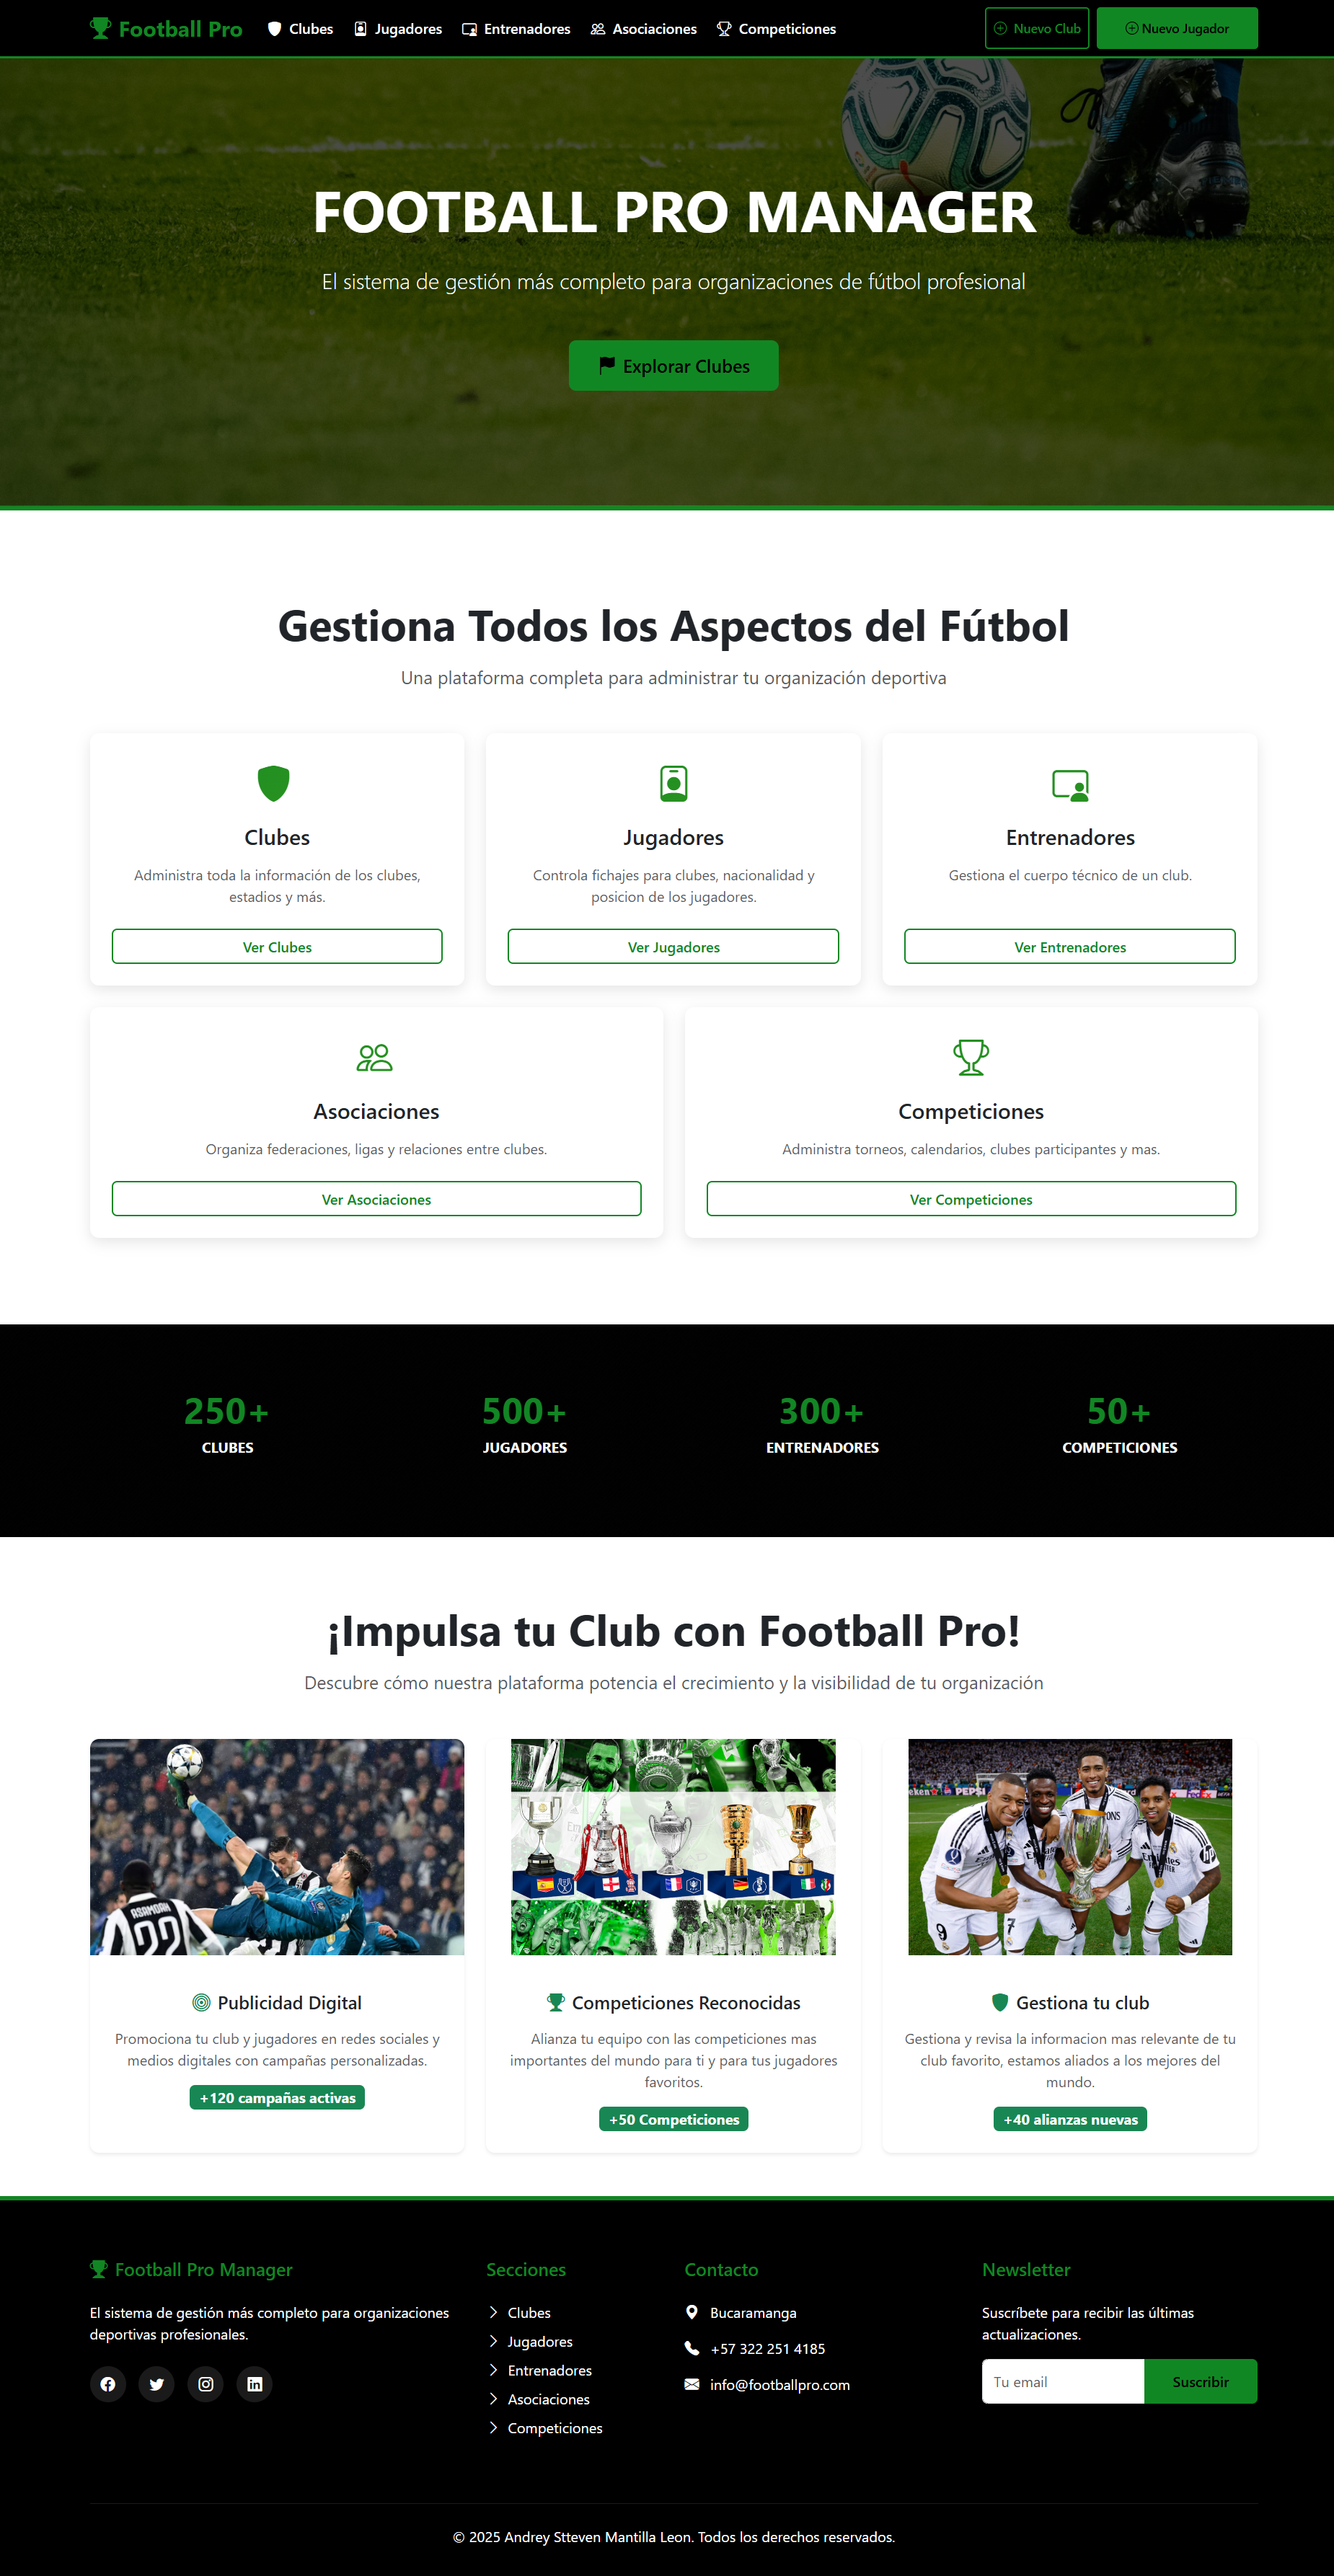 Football Pro
Clubes
Jugadores
Entrenadores
Asociaciones
Competiciones
Nuevo Club
Nuevo Jugador
FOOTBALL PRO MANAGER
El sistema de gestión más completo para organizaciones de fútbol profesional
Explorar Clubes
Gestiona Todos los Aspectos del Fútbol
Una plataforma completa para administrar tu organización deportiva
Clubes
Administra toda la información de los clubes,
estadios y más.
Ver Clubes
Jugadores
Controla fichajes para clubes, nacionalidad y
posicion de los jugadores.
Ver Jugadores
Entrenadores
Gestiona el cuerpo técnico de un club.
Ver Entrenadores
Asociaciones
Organiza federaciones, ligas y relaciones entre clubes.
Ver Asociaciones
Competiciones
Administra torneos, calendarios, clubes participantes y mas.
Ver Competiciones
250+
CLUBES
500+
JUGADORES
300+
ENTRENADORES
50+
COMPETICIONES
¡Impulsa tu Club con Football Pro!
Descubre cómo nuestra plataforma potencia el crecimiento y la visibilidad de tu organización
ASAMOAH
22
PEPSI
9
7
hp
Publicidad Digital
Promociona tu club y jugadores en redes sociales y
medios digitales con campañas personalizadas.
+120 campañas activas
Competiciones Reconocidas
Alianza tu equipo con las competiciones mas
importantes del mundo para ti y para tus jugadores
favoritos.
+50 Competiciones
Gestiona tu club
Gestiona y revisa la informacion mas relevante de tu
club favorito, estamos aliados a los mejores del
mundo.
+40 alianzas nuevas
Football Pro Manager
El sistema de gestión más completo para organizaciones
deportivas profesionales.
Secciones
Clubes
Jugadores
Entrenadores
Asociaciones
Competiciones
Contacto
Bucaramanga
+57 322 251 4185
info@footballpro.com
Newsletter
Suscríbete para recibir las últimas
actualizaciones.
Tu email
Suscribir
© 2025 Andrey Stteven Mantilla Leon. Todos los derechos reservados.